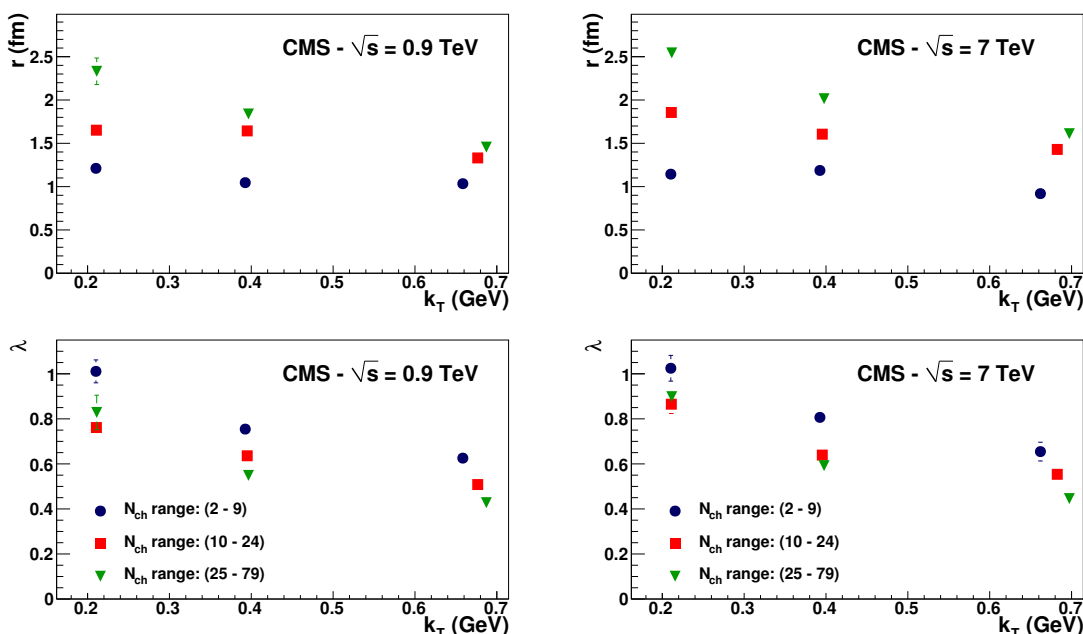 r (fm)
CMS - √s = 0.9 TeV
2.5
2
1.5
1
0.5
0
0.2 0.3 0.4 0.5 0.6 0.7
k_T (GeV)
r (fm)
CMS - √s = 7 TeV
2.5
2
1.5
1
0.5
0
0.2 0.3 0.4 0.5 0.6 0.7
k_T (GeV)
λ
CMS - √s = 0.9 TeV
1
0.8
0.6
0.4
0.2
0
N_ch range: (2 - 9)
N_ch range: (10 - 24)
N_ch range: (25 - 79)
0.2 0.3 0.4 0.5 0.6 0.7
k_T (GeV)
λ
CMS - √s = 7 TeV
1
0.8
0.6
0.4
0.2
0
N_ch range: (2 - 9)
N_ch range: (10 - 24)
N_ch range: (25 - 79)
0.2 0.3 0.4 0.5 0.6 0.7
k_T (GeV)